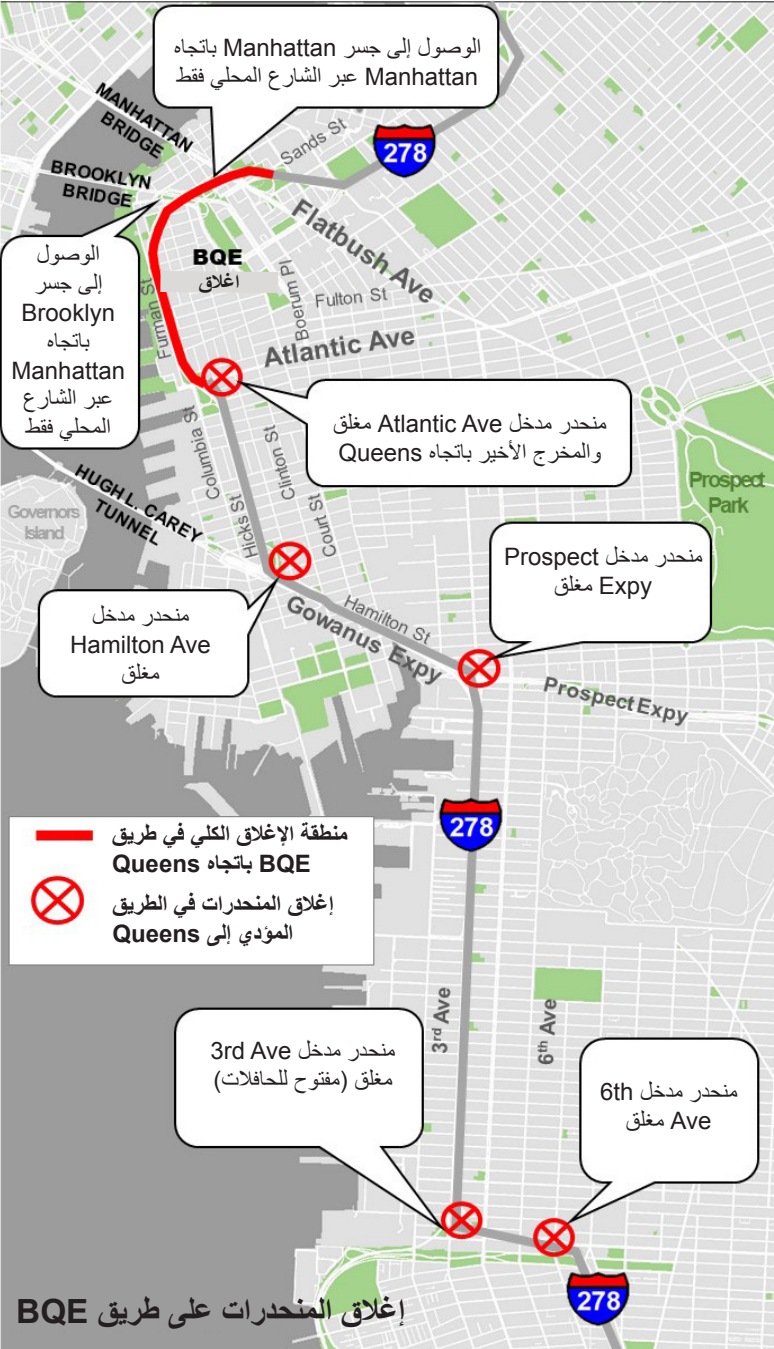 الوصول إلى جسر Manhattan باتجاه
Manhattan عبر الشارع المحلي فقط
MANHATTAN
BRIDGE
Sands St
278
BROOKLYN
BRIDGE
Flatbush Ave
الوصول
إلى جسر
Brooklyn
باتجاه
Manhattan
عبر الشارع
المحلي فقط
BQE
اغلاق
Boerum Pl
Fulton St
Furman St
Atlantic Ave
منحدر مدخل Atlantic Ave مغلق
والمخرج الأخير باتجاه Queens
Columbia St
Clinton St
Court St
Hicks St
HUGH L. CAREY
TUNNEL
Governors
Island
Prospect
Park
منحدر مدخل Prospect
Expy مغلق
منحدر مدخل
Hamilton Ave
مغلق
Hamilton St
Gowanus Expy
Prospect Expy
278
منطقة الإغلاق الكلي في طريق
BQE باتجاه Queens
إغلاق المنحدرات في الطريق
المؤدي إلى Queens
3rd Ave
6th Ave
منحدر مدخل 3rd Ave
مغلق (مفتوح للحافلات)
منحدر مدخل 6th
Ave مغلق
278
إغلاق المنحدرات على طريق BQE